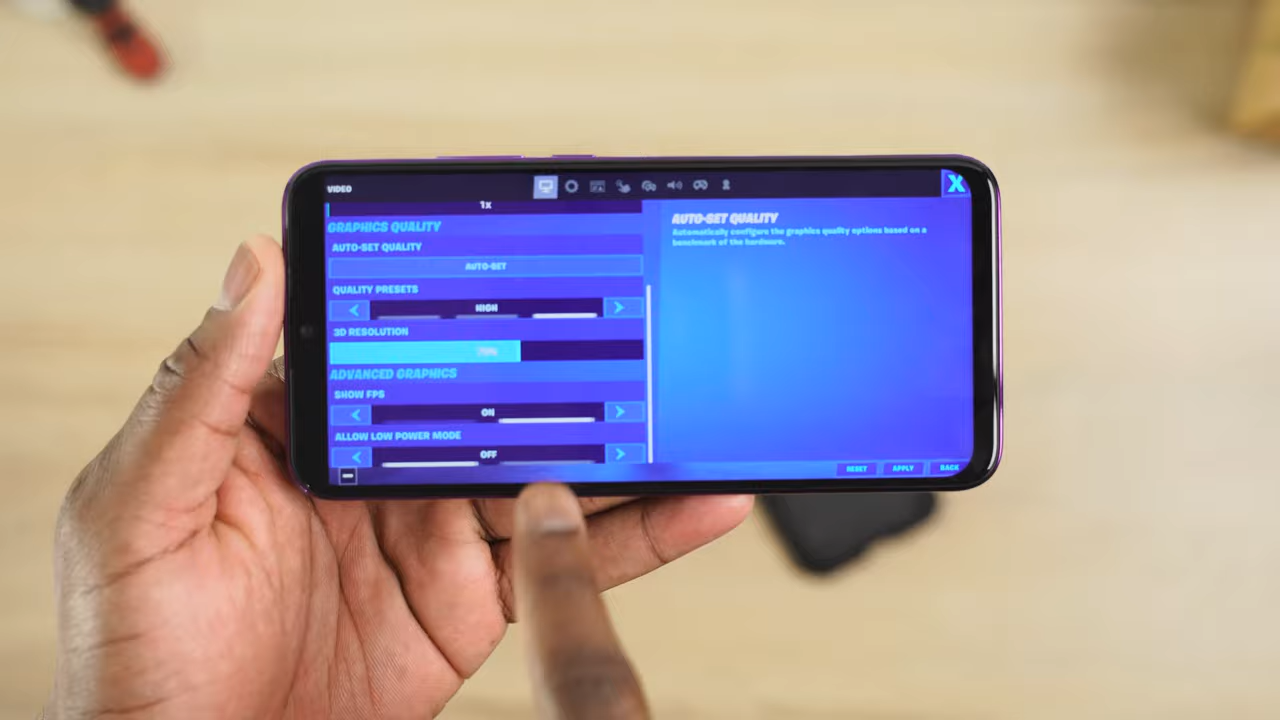 VIDEO
1x
GRAPHICS QUALITY
AUTO-SET QUALITY
AUTO-SET
QUALITY PRESETS
HIGH
3D RESOLUTION
ADVANCED GRAPHICS
SHOW FPS
ON
ALLOW LOW POWER MODE
OFF
X
AUTO-SET QUALITY
Automatically configure the graphics quality options based on a
benchmark of the hardware.
RESET
APPLY
BACK